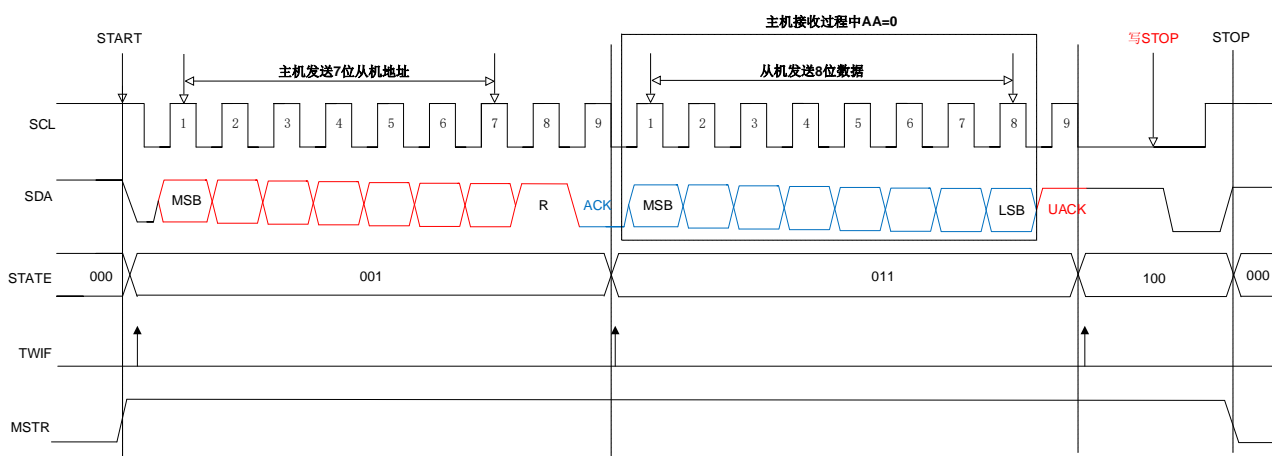 主机接收过程中AA=0
START
写STOP
STOP
主机发送7位从机地址
从机发送8位数据
SCL
1 2 3 4 5 6 7 8 9 1 2 3 4 5 6 7 8 9
SDA
MSB R ACK MSB LSB UACK
STATE 000 001 011 100 000
TWIF
MSTR